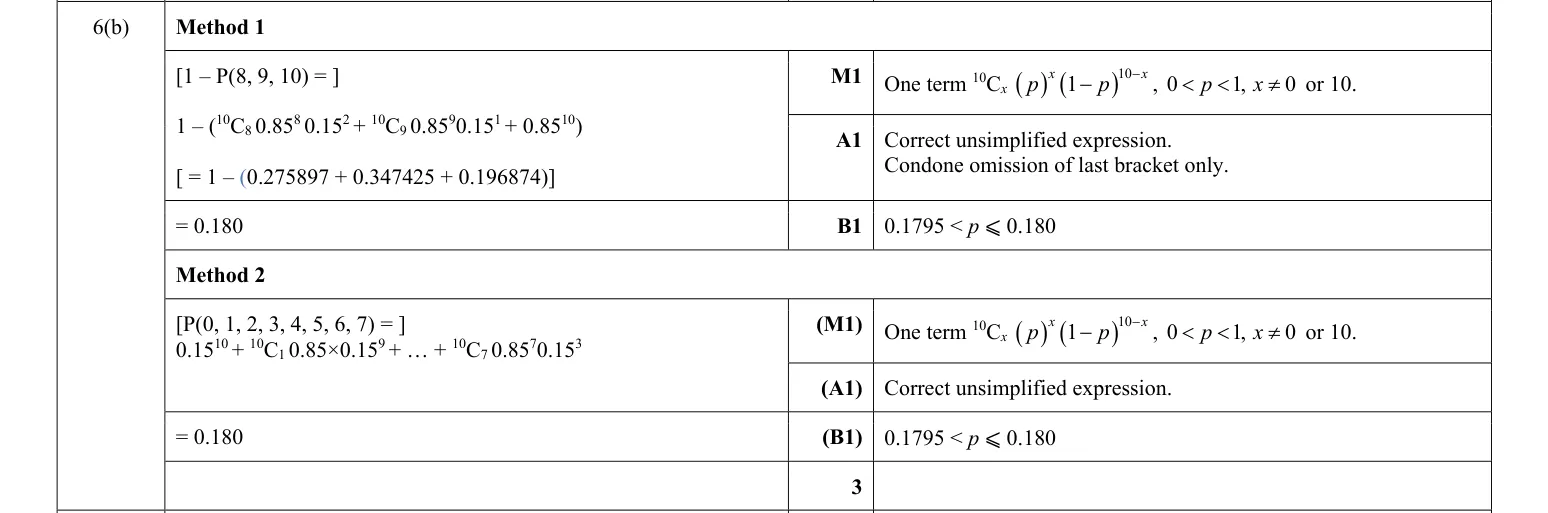 6(b)
Method 1
[1 – P(8, 9, 10) = ]
M1
One term ¹⁰Cₓ (p)ˣ(1 − p)¹⁰⁻ˣ, 0 < p < 1, x ≠ 0 or 10.
1 – (¹⁰C₈ 0.85⁸ 0.15² + ¹⁰C₉ 0.85⁹0.15¹ + 0.85¹⁰)
A1
Correct unsimplified expression.
Condone omission of last bracket only.
[ = 1 – (0.275897 + 0.347425 + 0.196874)]
= 0.180
B1
0.1795 < p ⩽ 0.180
Method 2
[P(0, 1, 2, 3, 4, 5, 6, 7) = ]
0.15¹⁰ + ¹⁰C₁ 0.85×0.15⁹ + … + ¹⁰C₇ 0.85⁷0.15³
(M1)
One term ¹⁰Cₓ (p)ˣ(1 − p)¹⁰⁻ˣ, 0 < p < 1, x ≠ 0 or 10.
(A1)
Correct unsimplified expression.
= 0.180
(B1)
0.1795 < p ⩽ 0.180
3